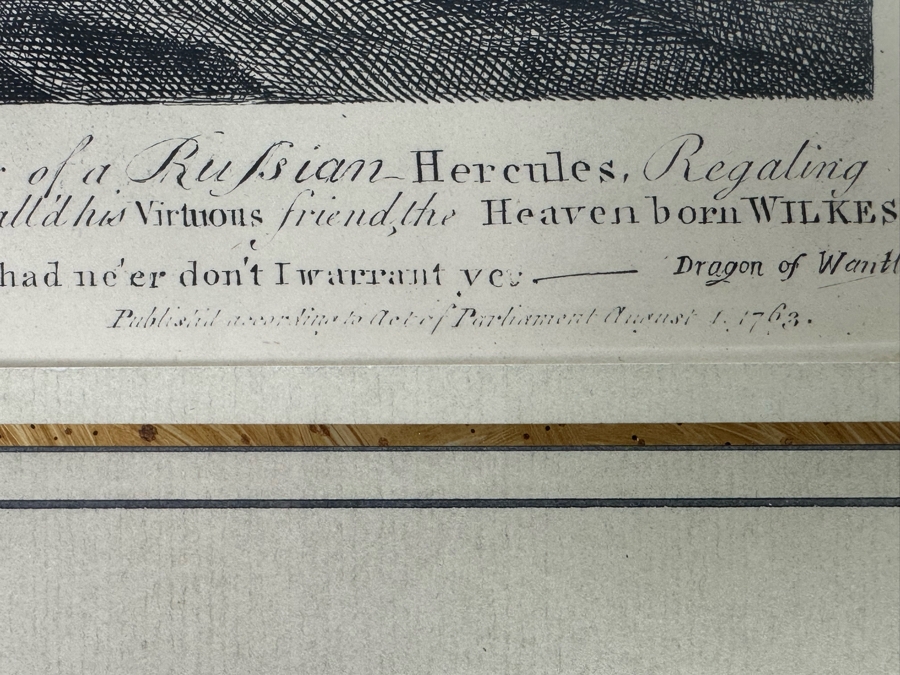 of a Ruſsian Hercules, Regaling
all'd his Virtuous friend, the Heaven born WILKES
had ne'er don't I warrant ye: Dragon of Wantl
Publish'd according to Act of Parliament August 1. 1763.